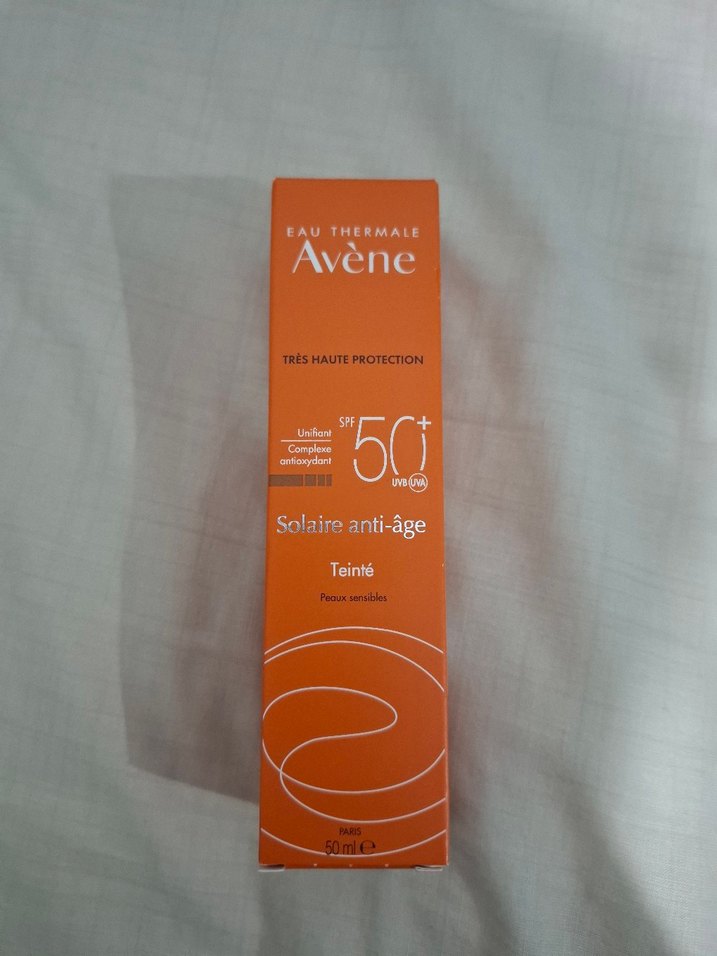 EAU THERMALE
Avène
TRÈS HAUTE PROTECTION
Unifiant
Complexe
antioxydant
SPF 50+
UVB UVA
Solaire anti-âge
Teinté
Peaux sensibles
PARIS
50 ml ℮